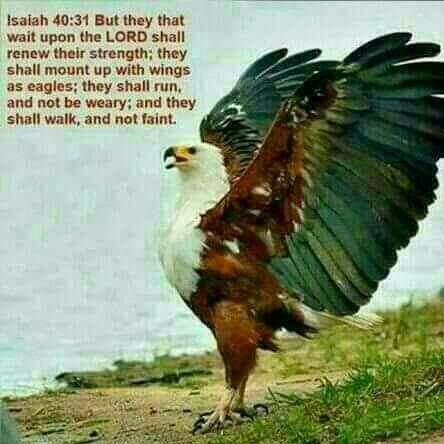 Isaiah 40:31 But they that
wait upon the LORD shall
renew their strength; they
shall mount up with wings
as eagles; they shall run,
and not be weary; and they
shall walk, and not faint.